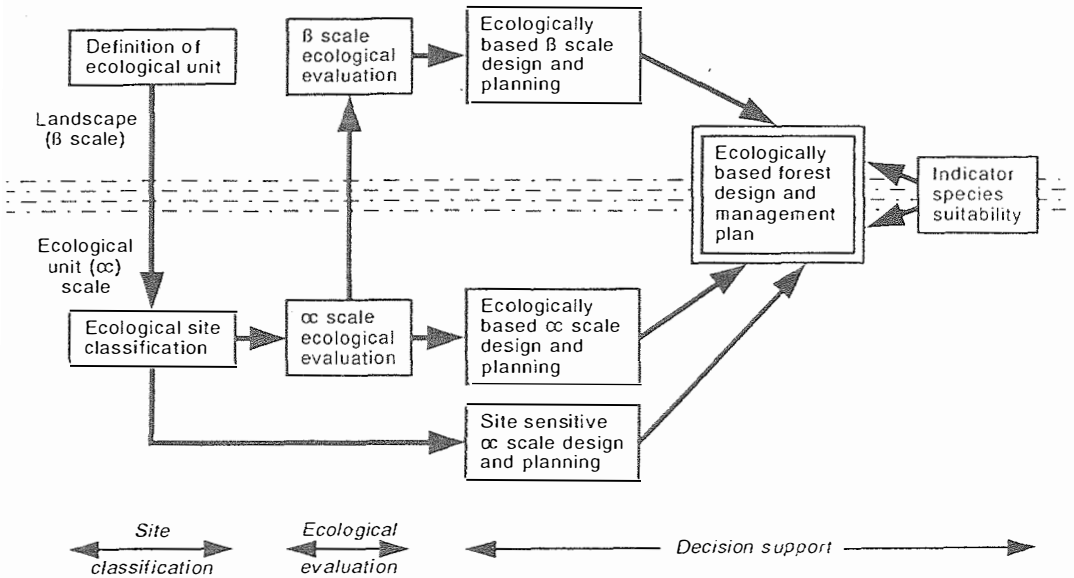 Definition of
ecological unit
ß scale
ecological
evaluation
Ecologically
based ß scale
design and
planning
Landscape
(ß scale)
Ecologically
based forest
design and
management
plan
Indicator
species
suitability
Ecological
unit (∝)
scale
Ecological site
classification
∝ scale
ecological
evaluation
Ecologically
based ∝ scale
design and
planning
Site sensitive
∝ scale design
and planning
Site
classification
Ecological
evaluation
Decision support